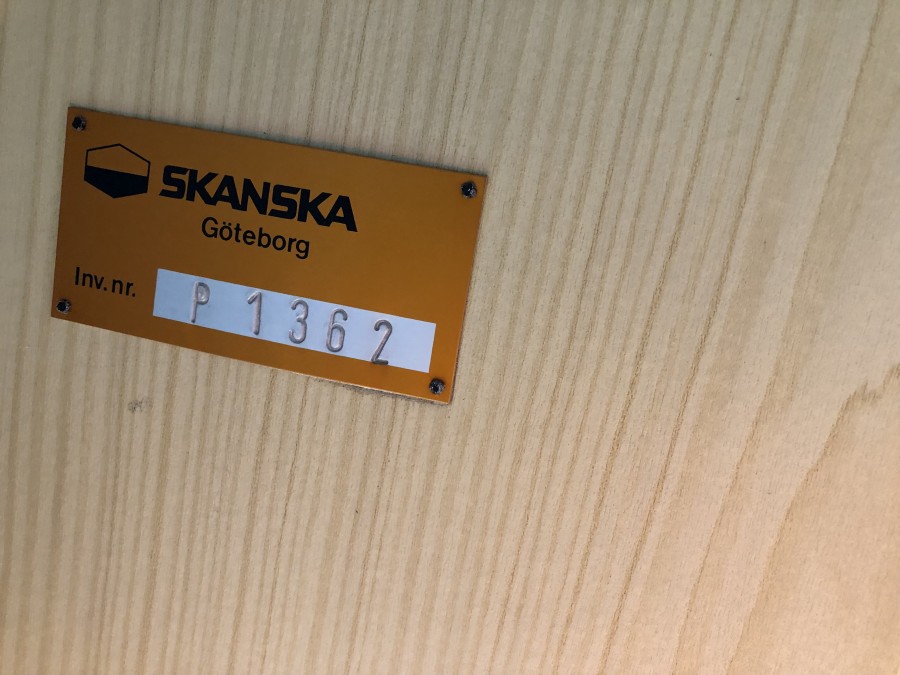 SKANSKA
Göteborg
Inv. nr. P 1362